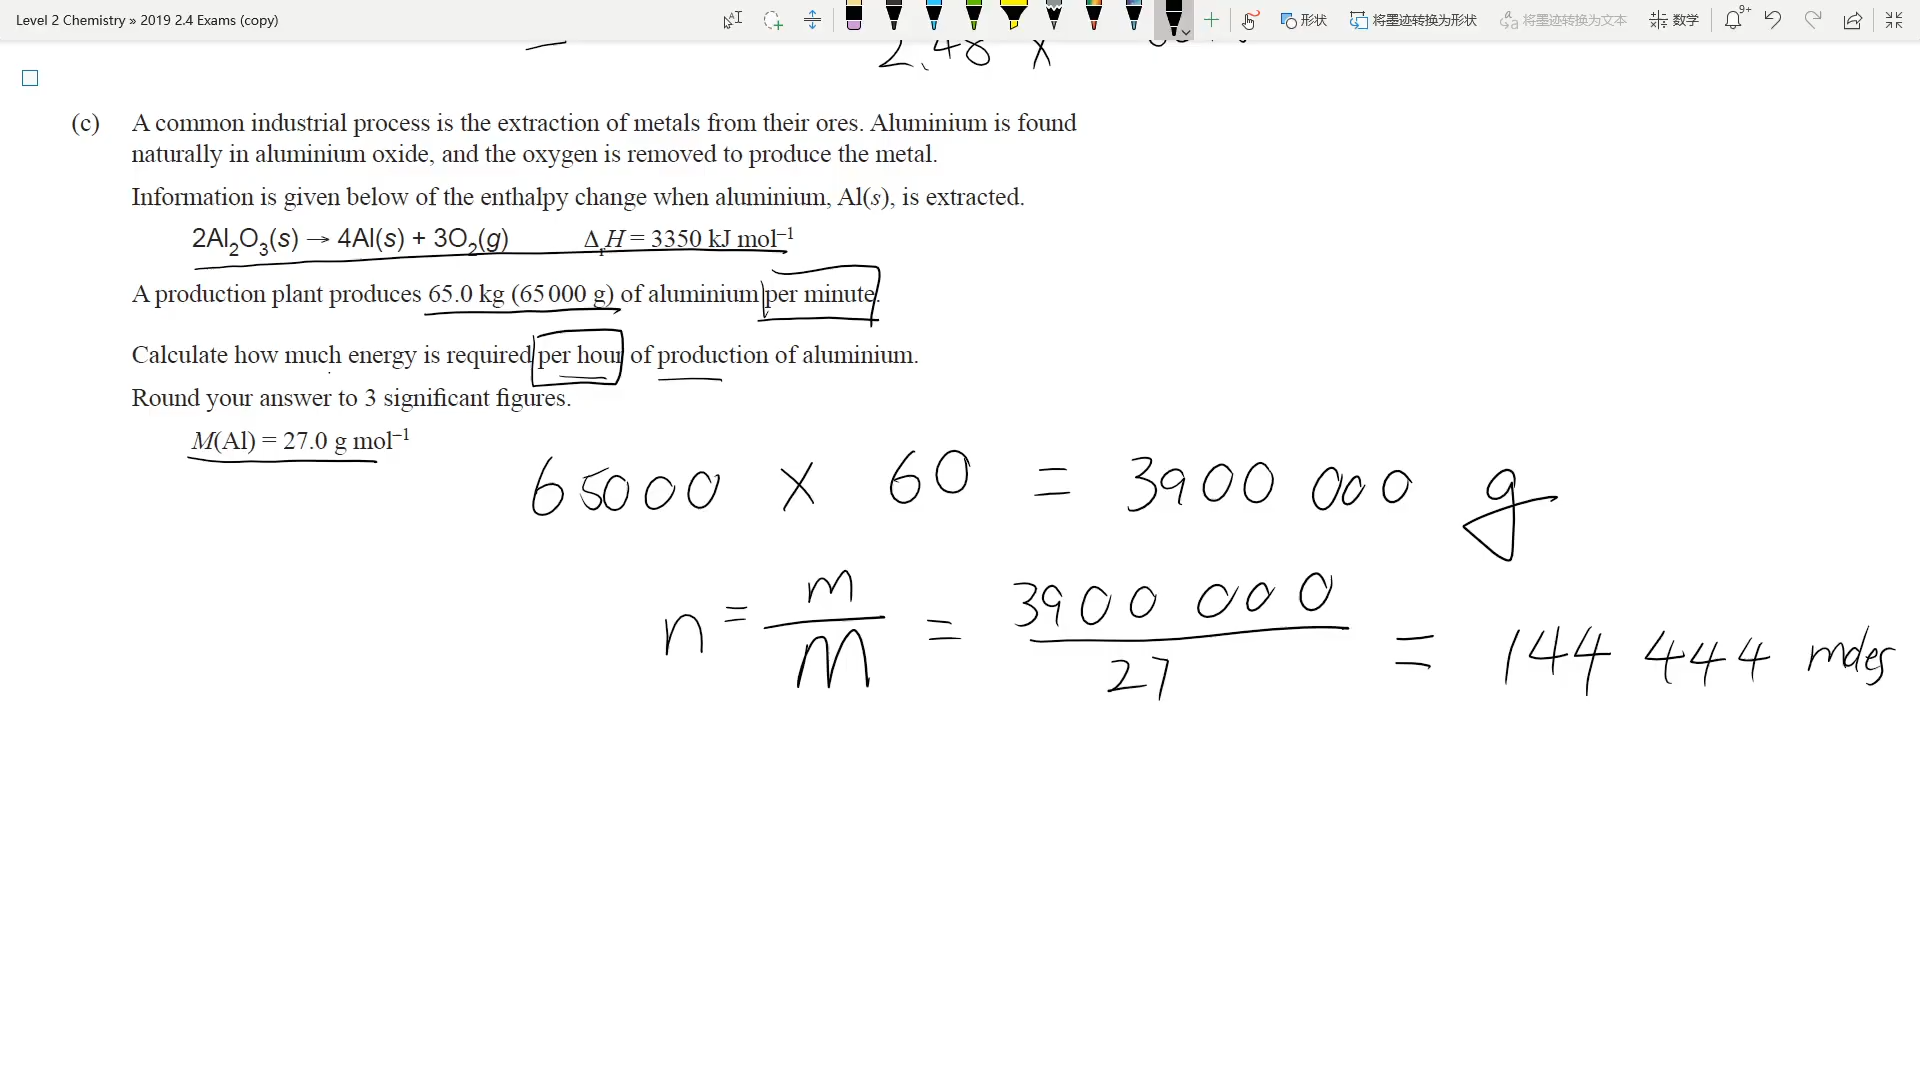 Level 2 Chemistry » 2019 2.4 Exams (copy)
形状 将墨迹转换为形状 将墨迹转换为文本 数学 9+
2.48 x
(c) A common industrial process is the extraction of metals from their ores. Aluminium is found
naturally in aluminium oxide, and the oxygen is removed to produce the metal.
Information is given below of the enthalpy change when aluminium, Al(s), is extracted.
2Al₂O₃(s) → 4Al(s) + 3O₂(g) ΔᵣH = 3350 kJ mol⁻¹
A production plant produces 65.0 kg (65 000 g) of aluminium per minute.
Calculate how much energy is required per hour of production of aluminium.
Round your answer to 3 significant figures.
M(Al) = 27.0 g mol⁻¹
65000 x 60 = 3900 000 g
n = m/M = 3900 000/27 = 144 444 moles